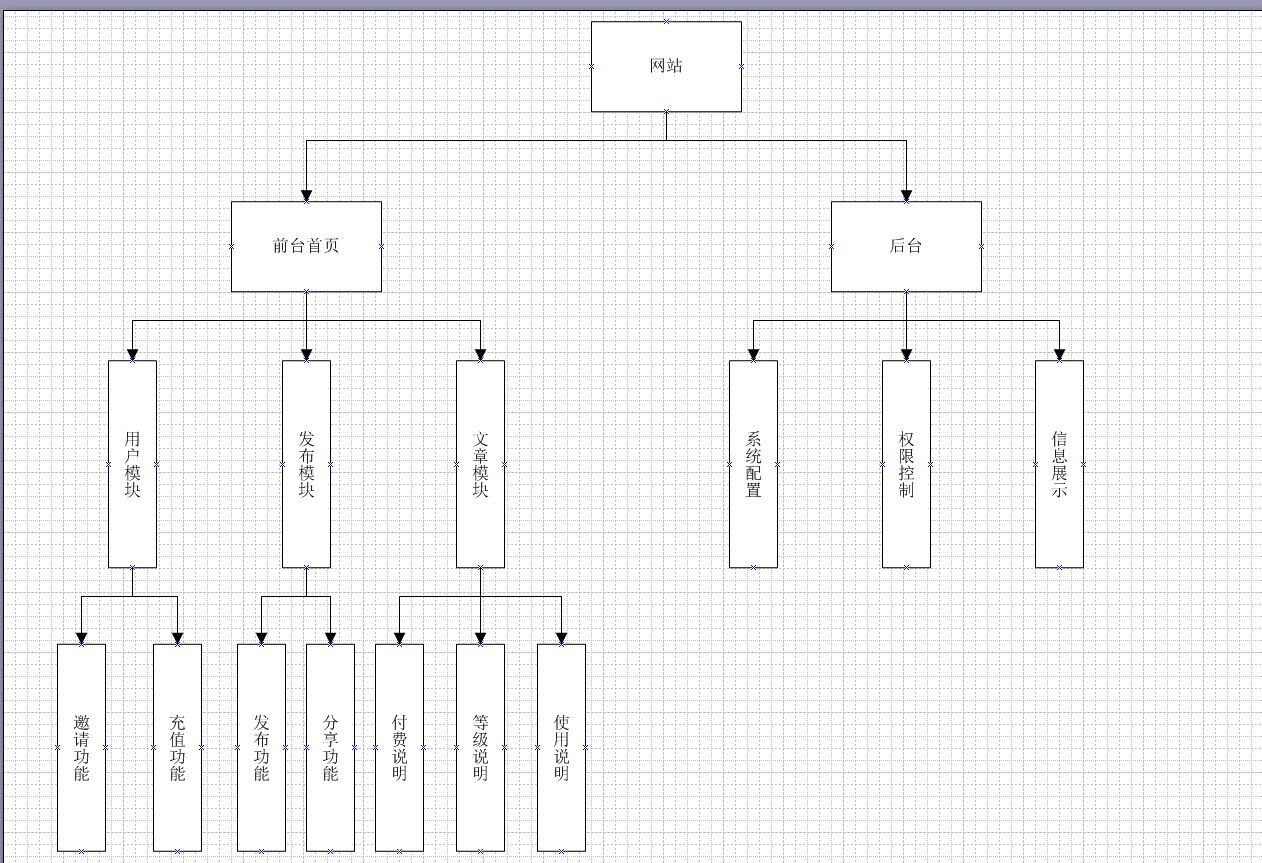 网站
前台首页
后台
用户模块
发布模块
文章模块
系统配置
权限控制
信息展示
邀请功能
充值功能
发布功能
分享功能
付费说明
等级说明
使用说明